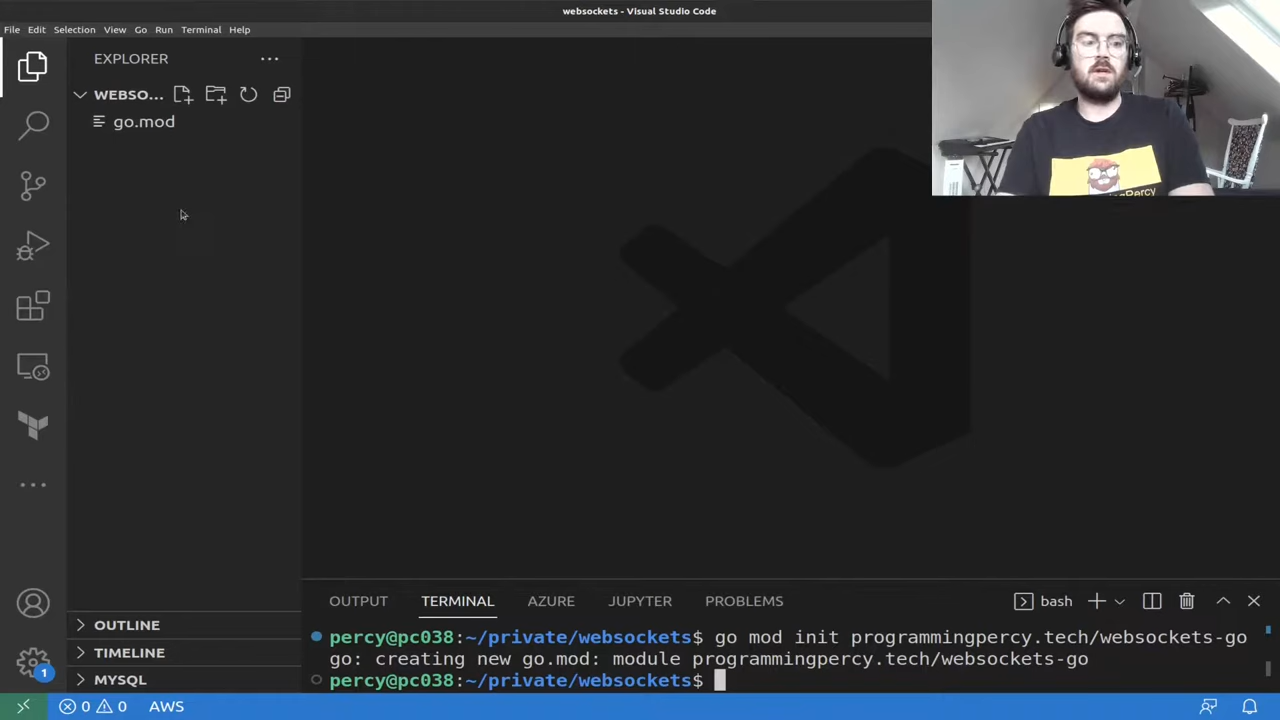 websockets - Visual Studio Code
File Edit Selection View Go Run Terminal Help
EXPLORER
WEBSO...
go.mod
OUTLINE
TIMELINE
MYSQL
OUTPUT TERMINAL AZURE JUPYTER PROBLEMS
bash
percy@pc038:~/private/websockets$ go mod init programmingpercy.tech/websockets-go
go: creating new go.mod: module programmingpercy.tech/websockets-go
percy@pc038:~/private/websockets$
1
0 0 AWS